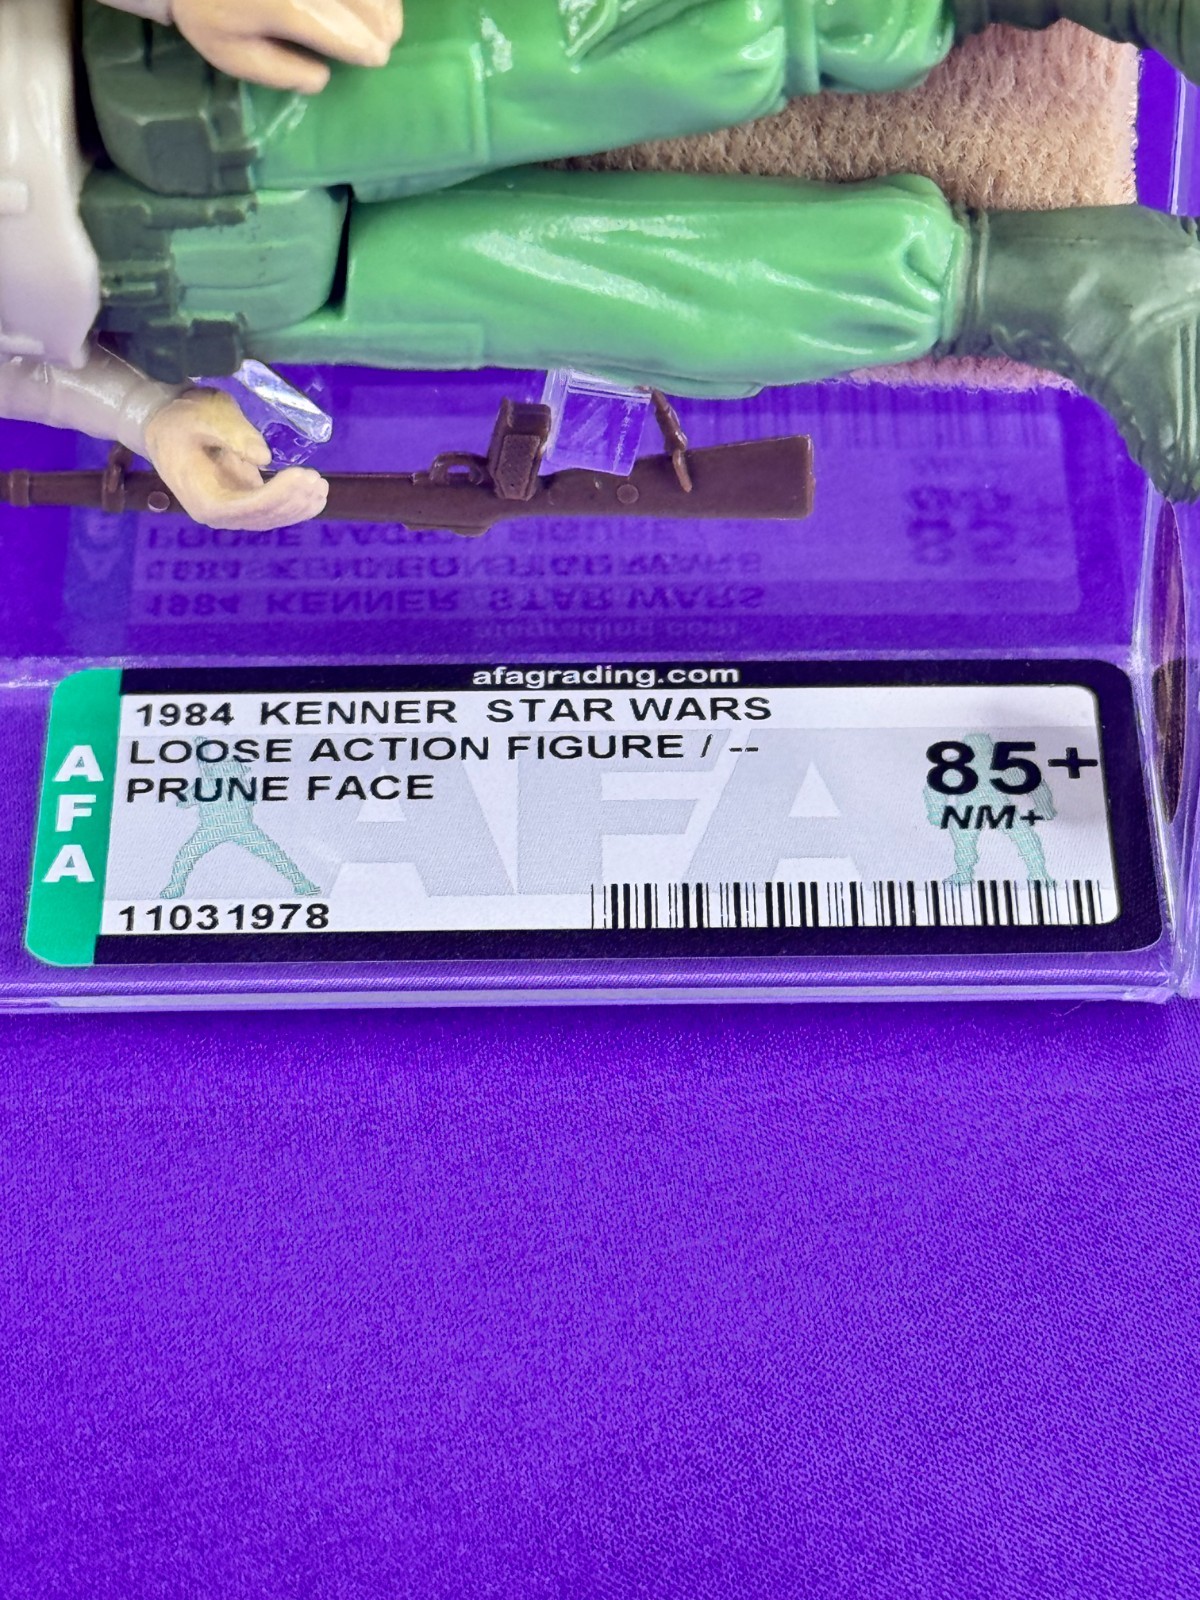 afagrading.com
1984 KENNER STAR WARS
LOOSE ACTION FIGURE / --
PRUNE FACE
85+
NM+
AFA
AFA
11031978